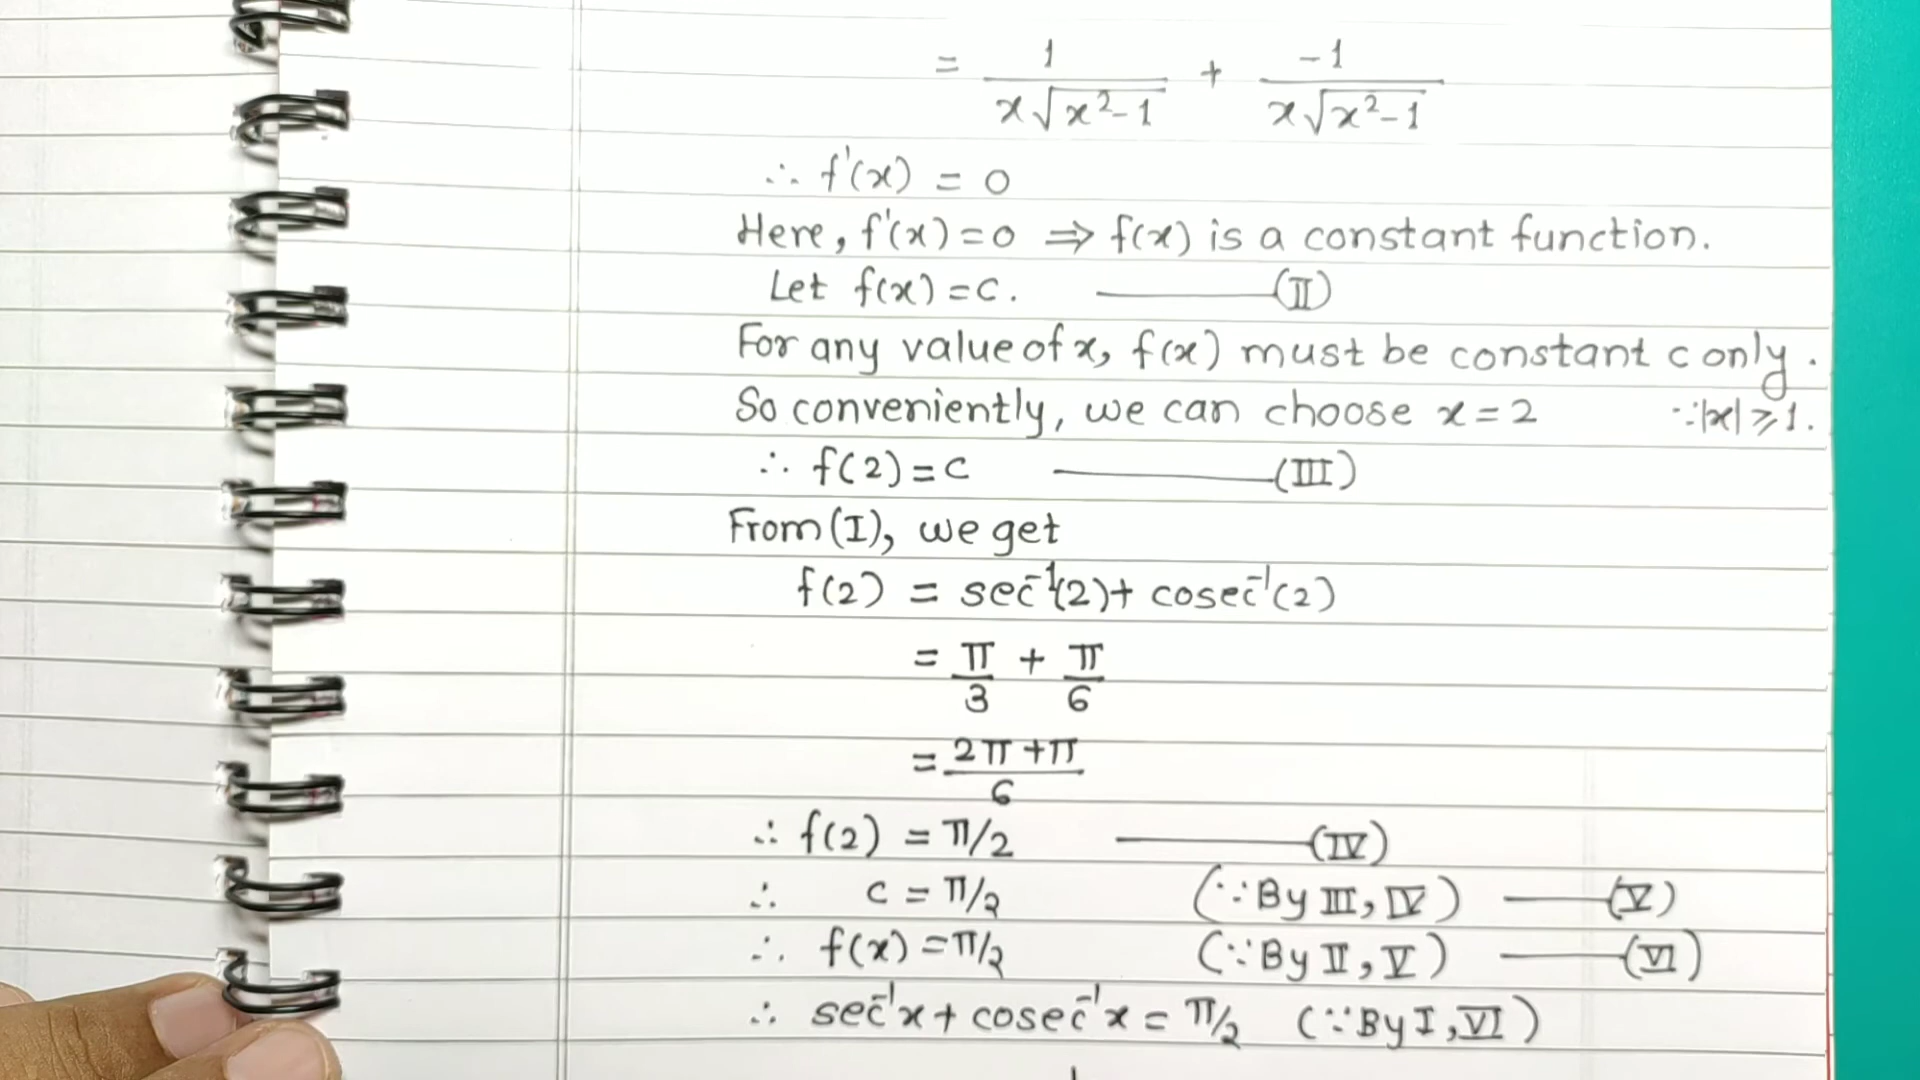 = 1/(x√(x²-1)) + -1/(x√(x²-1))
∴ f'(x) = 0
Here, f'(x) = 0 ⇒ f(x) is a constant function.
Let f(x) = c. ———(II)
For any value of x, f(x) must be constant c only.
So conveniently, we can choose x = 2 ∵|x| ⩾ 1.
∴ f(2) = c ———(III)
From (I), we get
f(2) = sec⁻¹(2) + cosec⁻¹(2)
= π/3 + π/6
= (2π + π)/6
∴ f(2) = π/2 ———(IV)
∴ c = π/2 (∵ By III, IV) ———(V)
∴ f(x) = π/2 (∵ By II, V) ———(VI)
∴ sec⁻¹x + cosec⁻¹x = π/2 (∵ By I, VI)